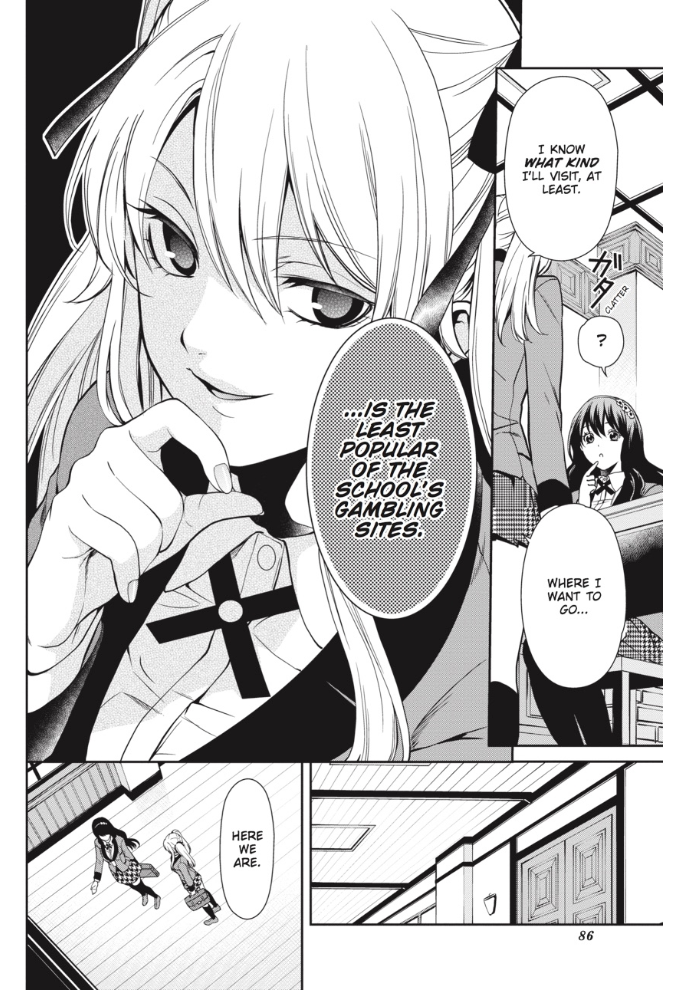 I KNOW
WHAT KIND
I'LL VISIT, AT
LEAST.
ガタ
CLATTER
?
WHERE I
WANT TO
GO...
...IS THE
LEAST
POPULAR
OF THE
SCHOOL'S
GAMBLING
SITES.
HERE
WE
ARE.
86